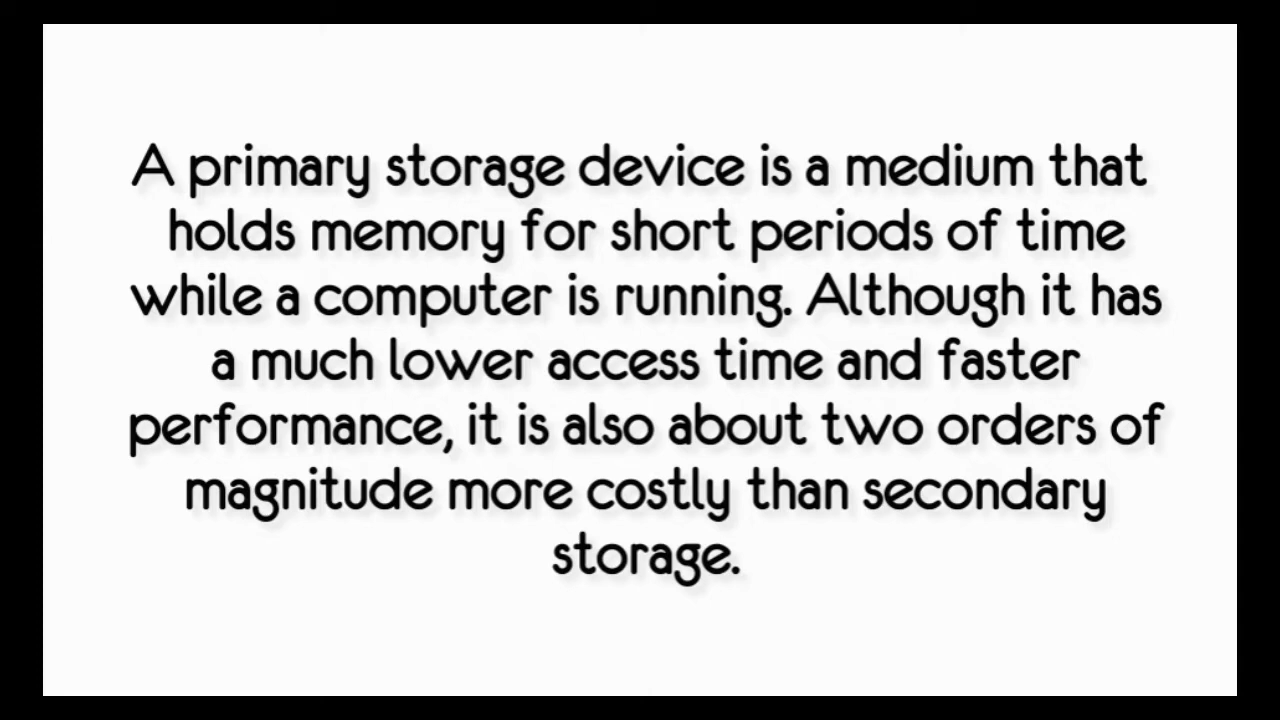 A primary storage device is a medium that
holds memory for short periods of time
while a computer is running. Although it has
a much lower access time and faster
performance, it is also about two orders of
magnitude more costly than secondary
storage.